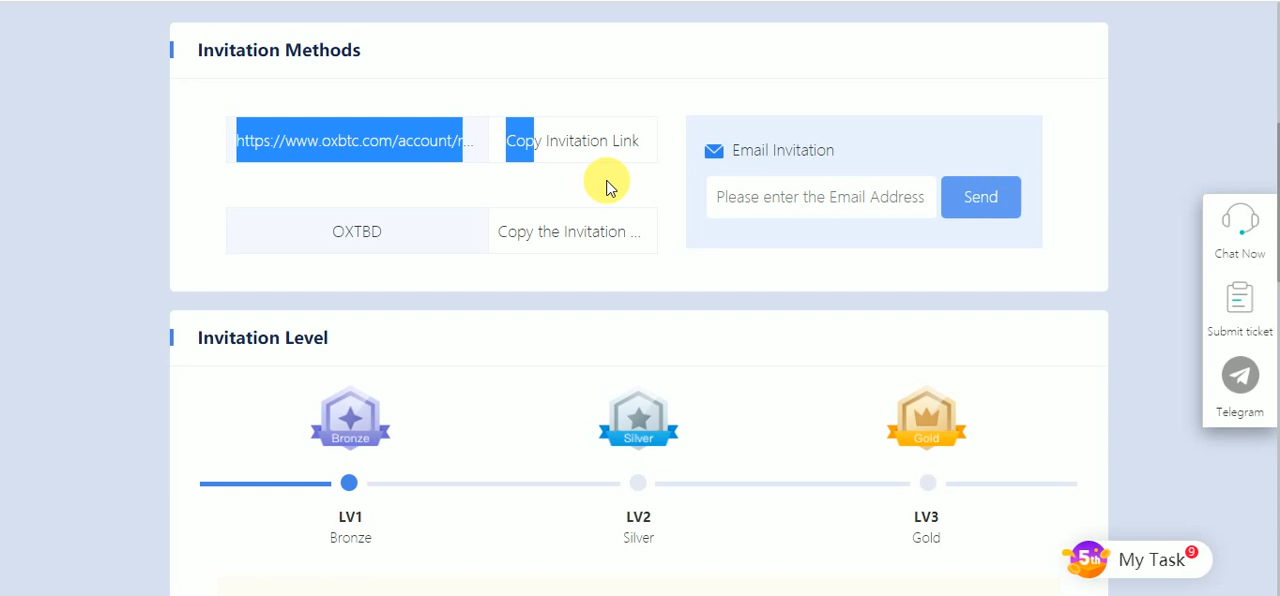 Invitation Methods
https://www.oxbtc.com/account/r...
Copy Invitation Link
Email Invitation
Please enter the Email Address
Send
OXTBD
Copy the Invitation ...
Chat Now
Submit ticket
Telegram
Invitation Level
Bronze
Silver
Gold
LV1
LV2
LV3
Bronze
Silver
Gold
5th
My Task
9